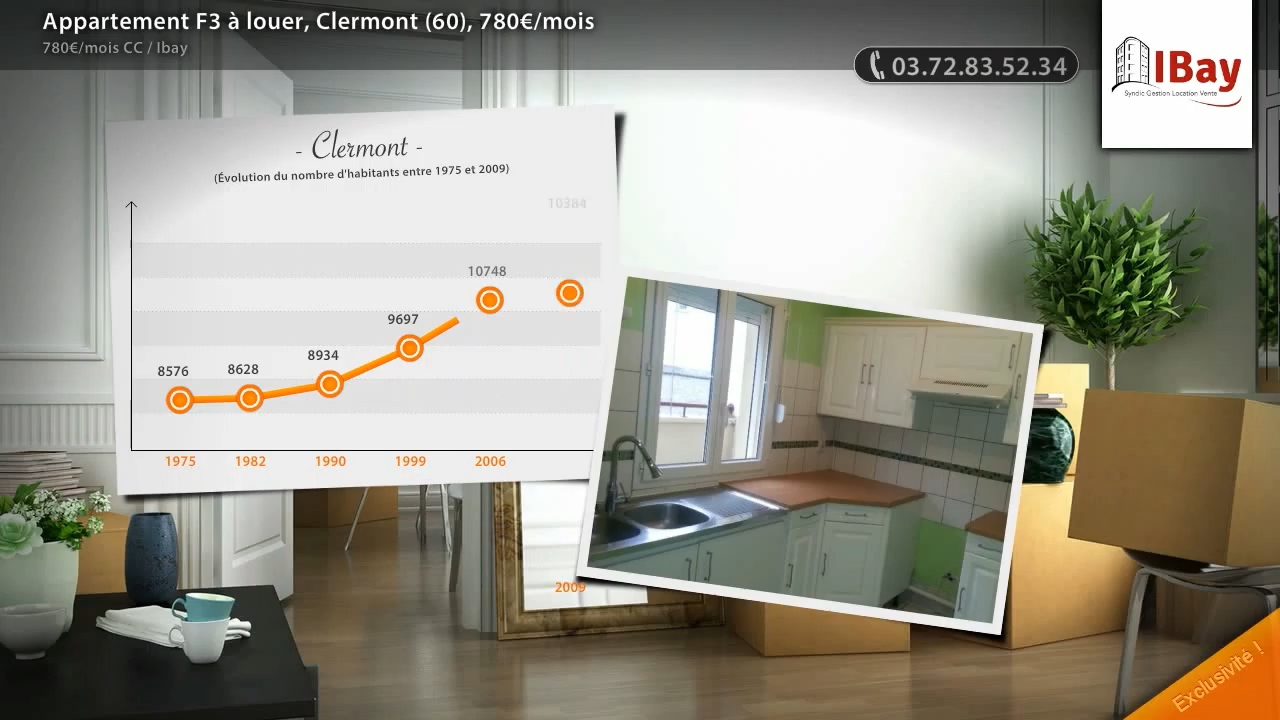 Appartement F3 à louer, Clermont (60), 780€/mois
780€/mois CC / Ibay
03.72.83.52.34
IBay
Syndic Gestion Location Vente
- Clermont -
(Évolution du nombre d'habitants entre 1975 et 2009)
10384
10748
9697
8934
8628
8576
1975 1982 1990 1999 2006
2009
Exclusivité !